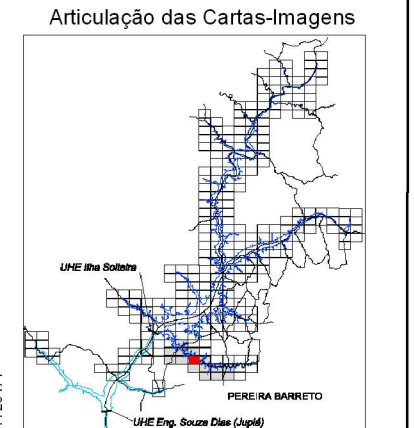 Articulação das Cartas-Imagens
UHE Ilha Solteira
PEREIRA BARRETO
UHE Eng. Souza Dias (Jupiá)